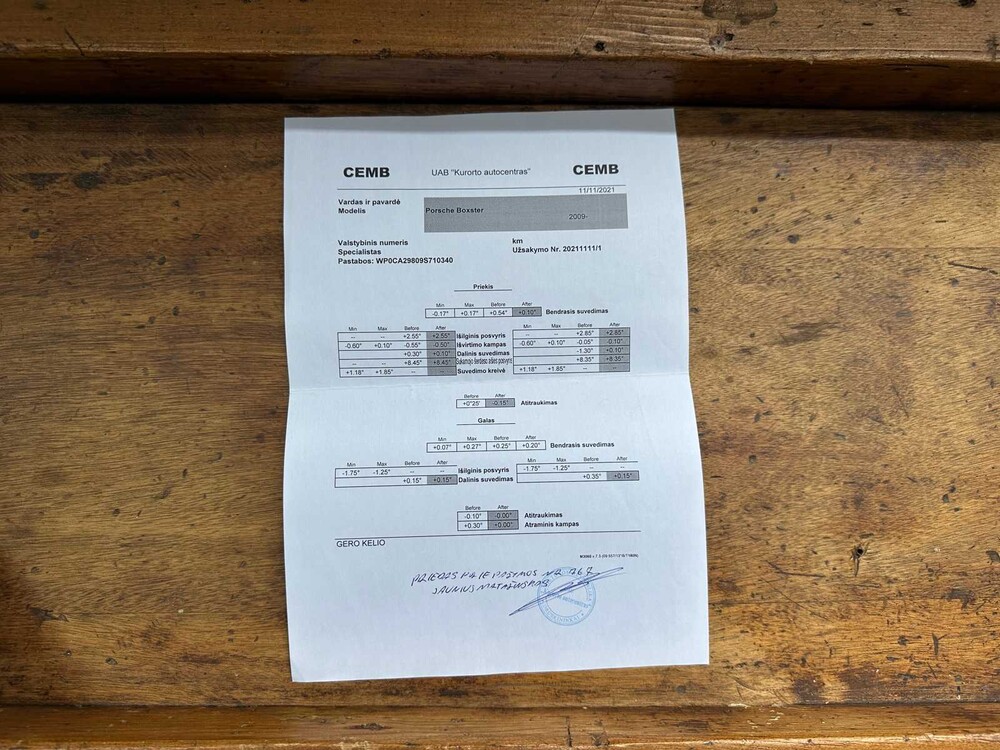 CEMB UAB "Kurorto autocentras" CEMB
11/11/2021
Vardas ir pavardė
Modelis Porsche Boxster 2009-
Valstybinis numeris km
Specialistas Užsakymo Nr. 20211111/1
Pastabos: WP0CA29809S710340
Priekis
Min Max Before After
-0.17° +0.17° +0.54° +0.10° Bendrasis suvedimas
Min Max Before After Min Max Before After
-- -- +2.55° +2.55° Išilginis posvyris -- -- +2.85° +2.85°
-0.60° +0.10° -0.55° -0.50° Išvirtimo kampas -0.60° +0.10° -0.05° -0.10°
+0.30° +0.10° Dalinis suvedimas -1.30° +0.10°
-- -- +8.45° +8.45° -- -- +8.35° +8.35°
+1.18° +1.85° -- -- Suvedimo kreivė +1.18° +1.85° -- --
Before After
+0°25' -0.15° Atitraukimas
Galas
Min Max Before After
+0.07° +0.27° +0.25° +0.20° Bendrasis suvedimas
Min Max Before After Min Max Before After
-1.75° -1.25° -- -- Išilginis posvyris -1.75° -1.25° -- --
+0.15° +0.15° Dalinis suvedimas +0.35° +0.15°
Before After
-0.10° -0.00° Atitraukimas
+0.30° +0.00° Atraminis kampas
GERO KELIO